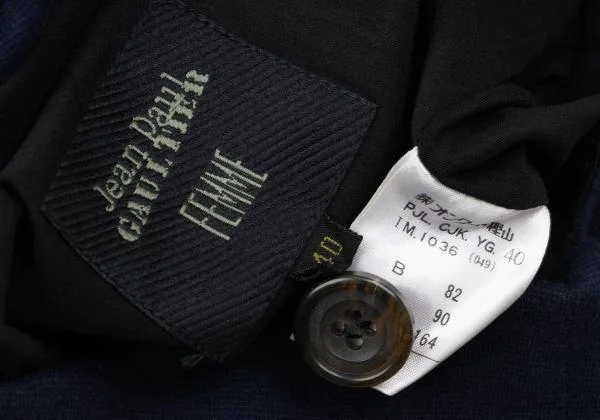 Jean Paul
GAULTIER
FEMME
40
㈱オンワード樫山
PJL. CJK. YG. 40
TM.1036 (049)
B
82
90
164